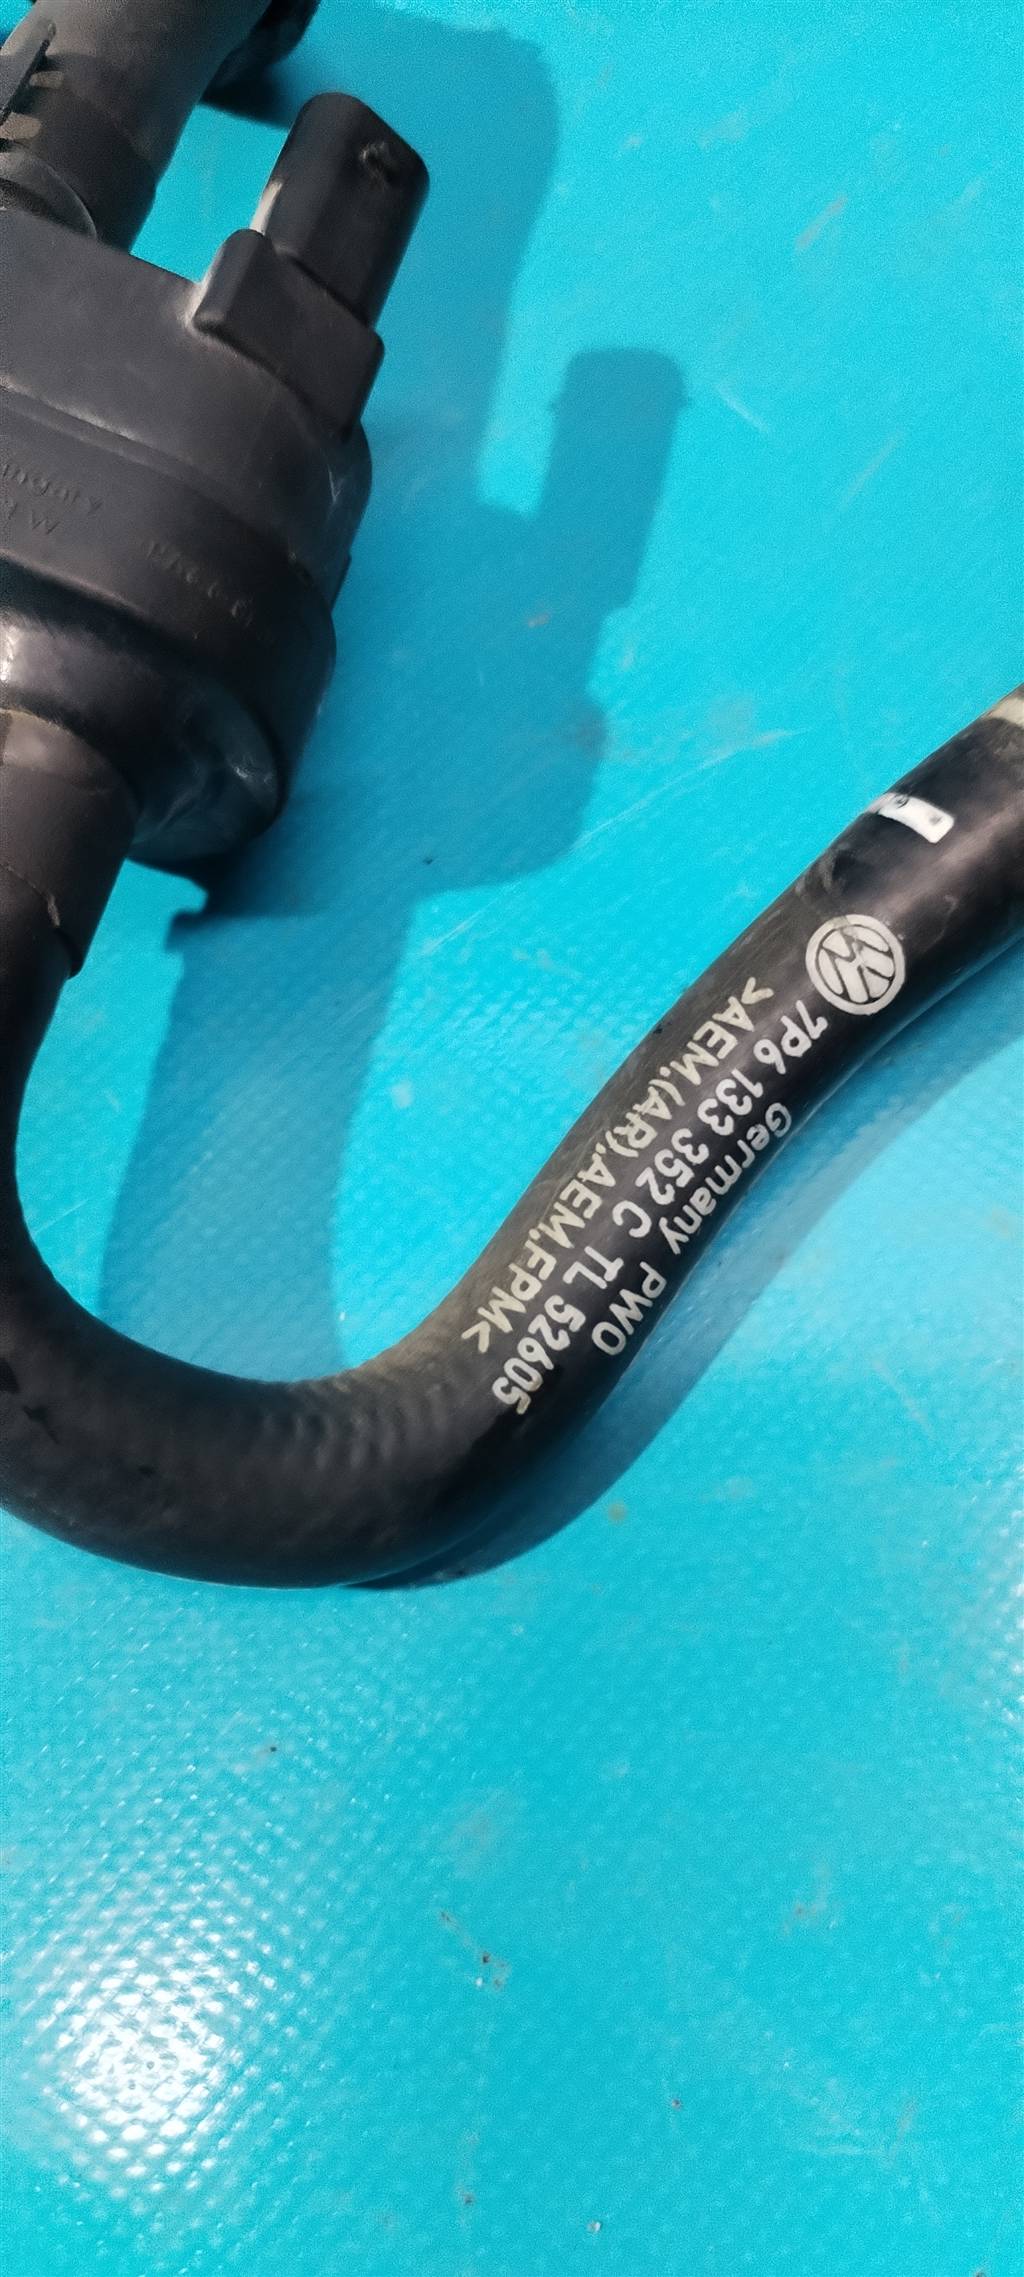 Germany PWO
7P6 133 352 C TL 52605
>AEM,(AR),AEM,FPM<